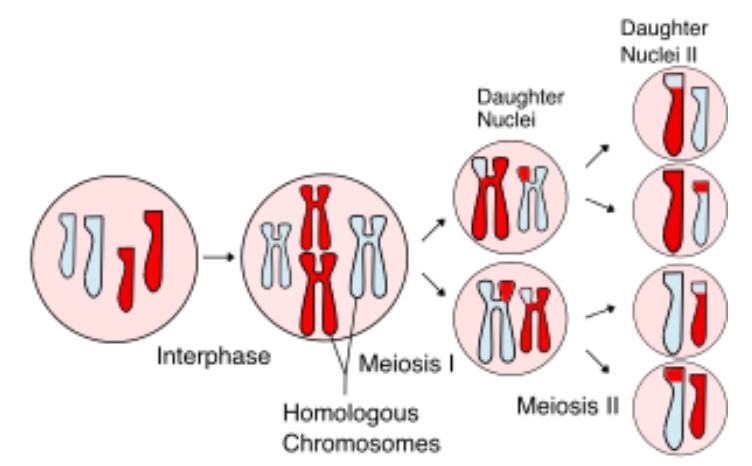 Daughter
Nuclei II
Daughter
Nuclei
Interphase
Meiosis I
Homologous
Chromosomes
Meiosis II